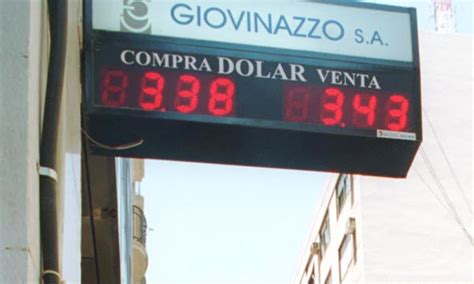 GIOVINAZZO S.A.
COMPRA DOLAR VENTA
3.38 3.43